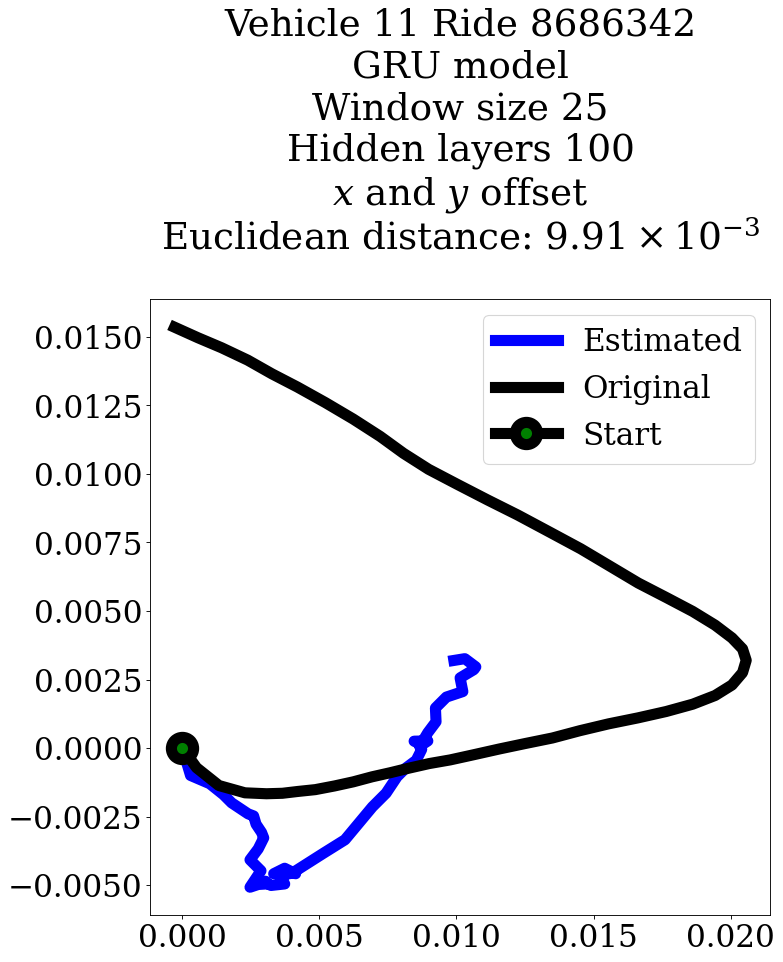 Vehicle 11 Ride 8686342
GRU model
Window size 25
Hidden layers 100
x and y offset
Euclidean distance: 9.91 × 10⁻³
Estimated
Original
Start
0.0150
0.0125
0.0100
0.0075
0.0050
0.0025
0.0000
−0.0025
−0.0050
0.000 0.005 0.010 0.015 0.020